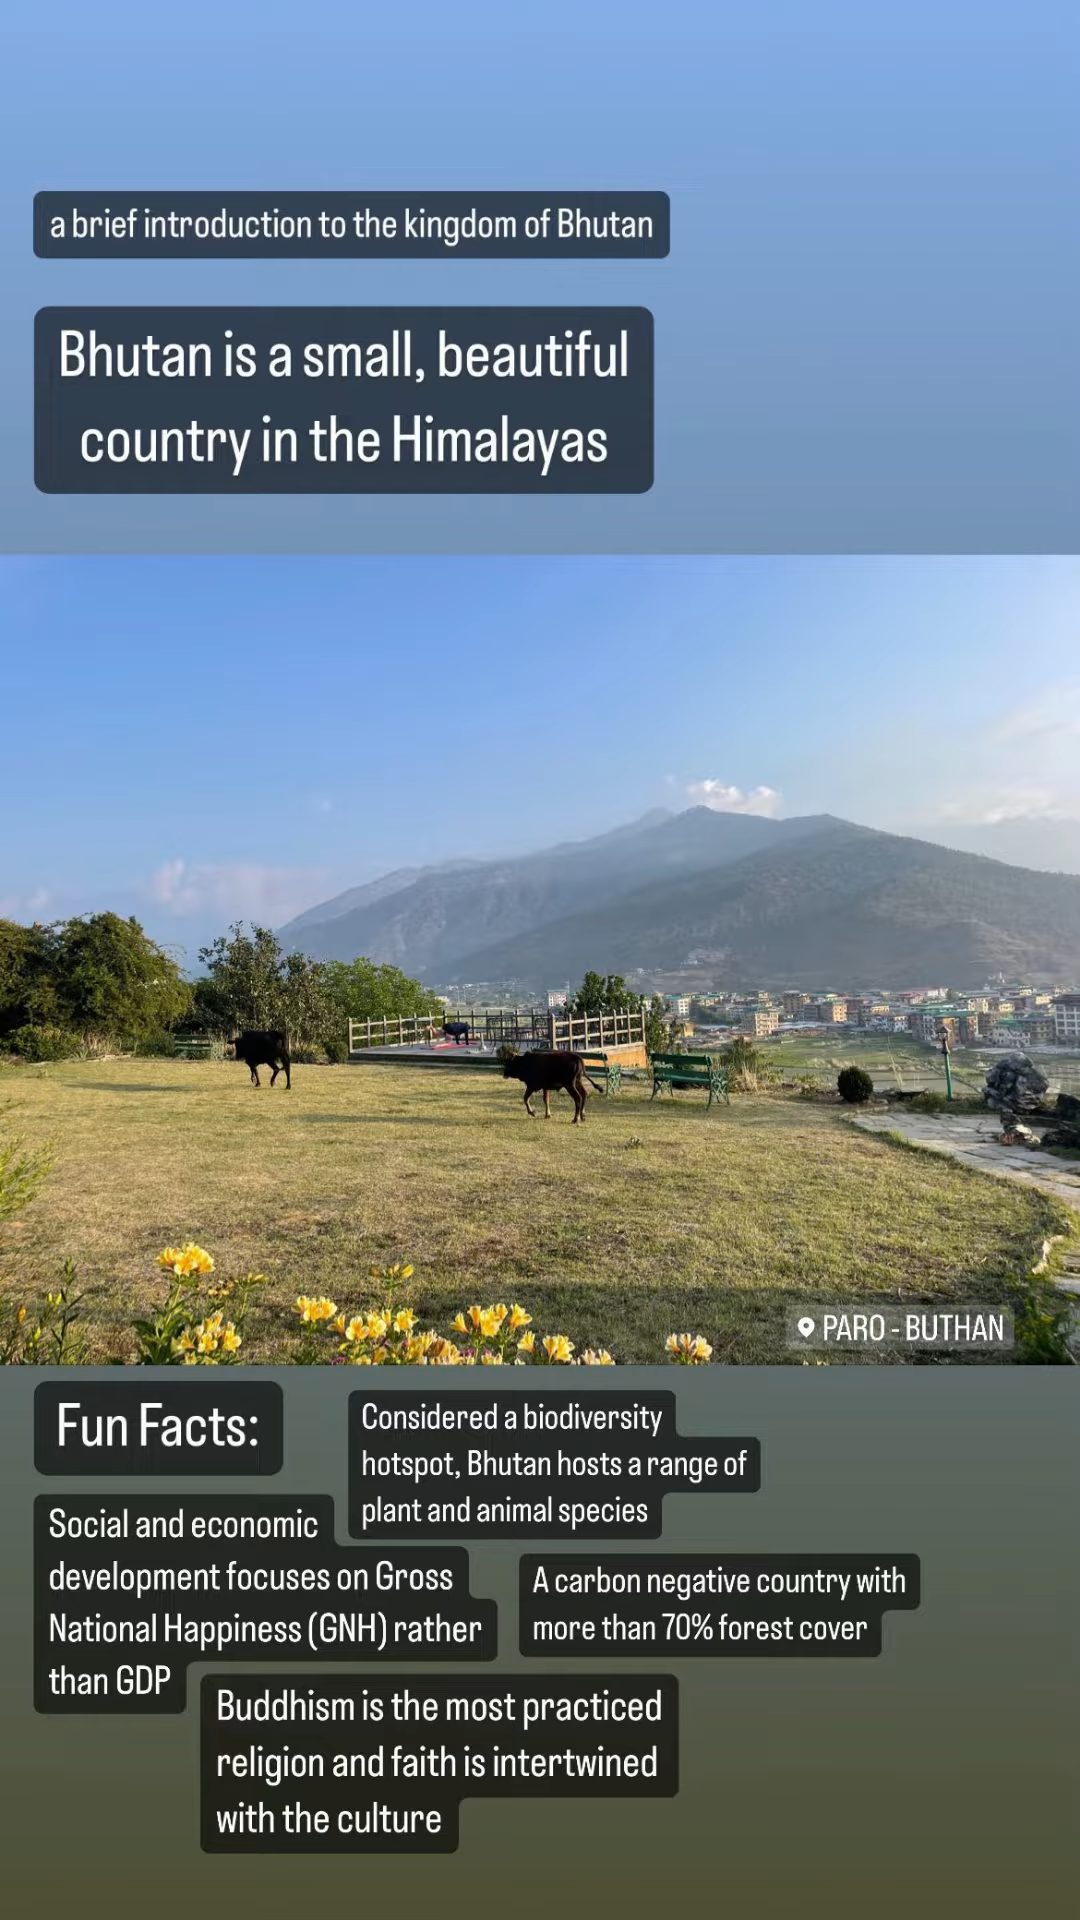 a brief introduction to the kingdom of Bhutan
Bhutan is a small, beautiful
country in the Himalayas
PARO - BUTHAN
Fun Facts:
Considered a biodiversity
hotspot, Bhutan hosts a range of
plant and animal species
Social and economic
development focuses on Gross
National Happiness (GNH) rather
than GDP
A carbon negative country with
more than 70% forest cover
Buddhism is the most practiced
religion and faith is intertwined
with the culture